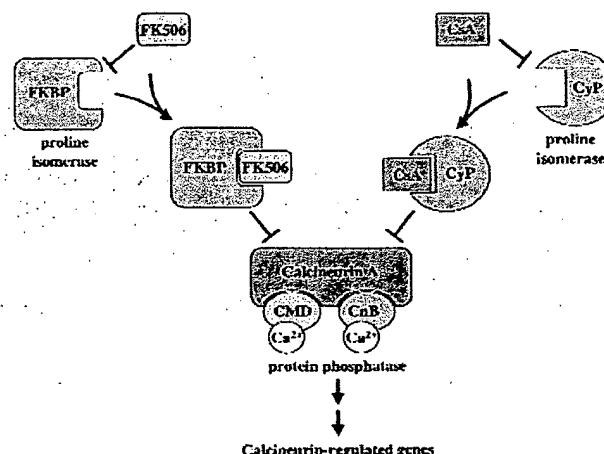 FK506
CsA
FKBP
CyP
proline
isomerase
proline
isomerase
FKBP
FK506
CsA
CyP
Calcineurin A
CMD
CnB
Ca²⁺
Ca²⁺
protein phosphatase
Calcineurin-regulated genes